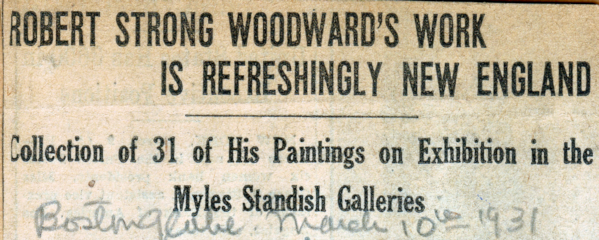 ROBERT STRONG WOODWARD'S WORK
IS REFRESHINGLY NEW ENGLAND
Collection of 31 of His Paintings on Exhibition in the
Myles Standish Galleries
Boston Globe March 10th 1931